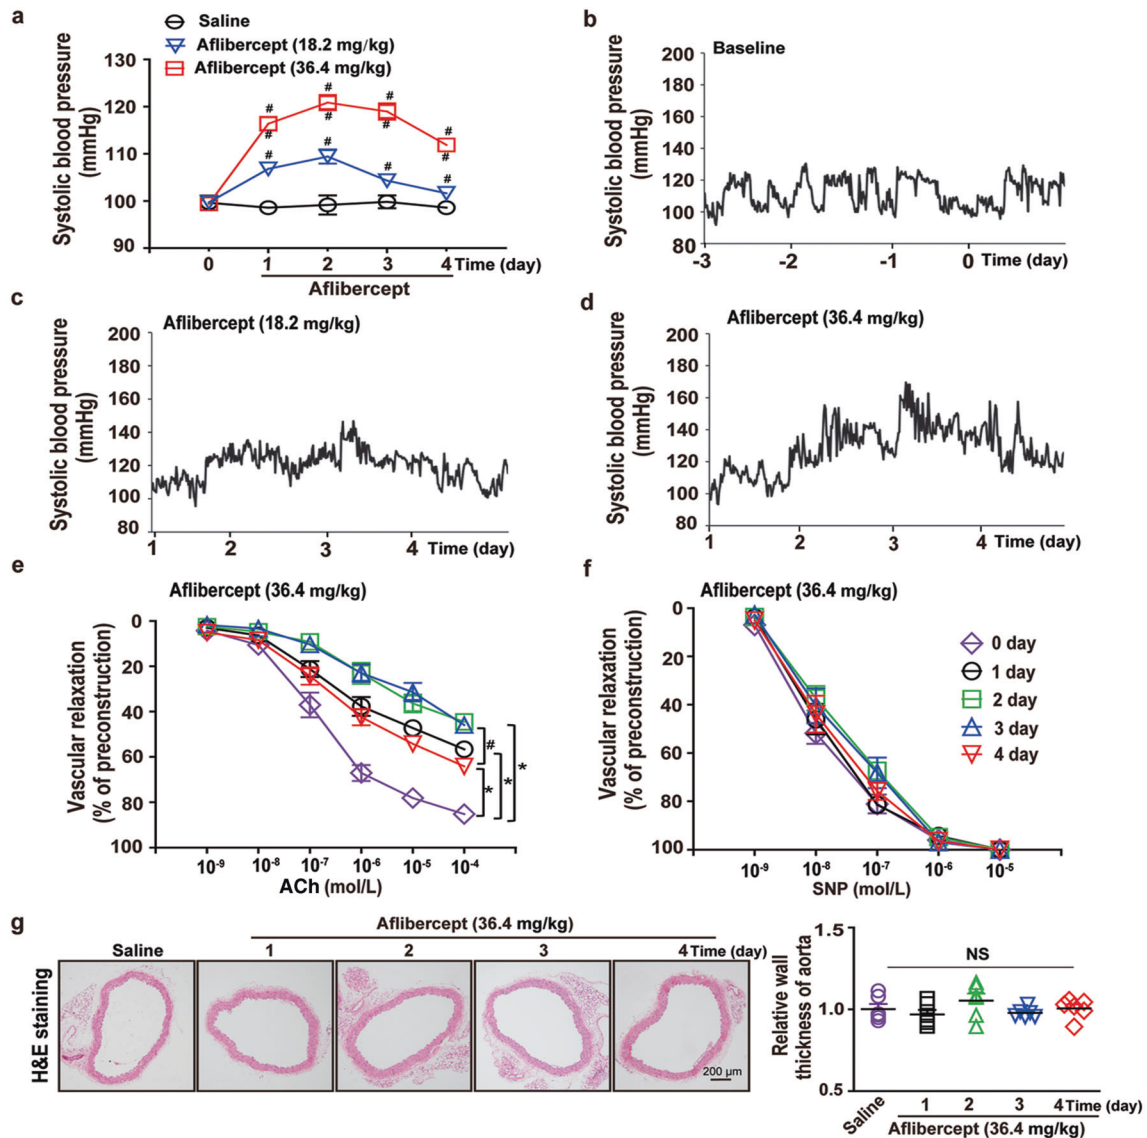 a
Saline
Aflibercept (18.2 mg/kg)
Aflibercept (36.4 mg/kg)
Systolic blood pressure
(mmHg)
130
120
110
100
90
# # # #
# # # #
# # # #
0 1 2 3 4 Time (day)
Aflibercept
b
Baseline
Systolic blood pressure
(mmHg)
200
180
160
140
120
100
80
-3 -2 -1 0 Time (day)
c
Aflibercept (18.2 mg/kg)
Systolic blood pressure
(mmHg)
200
180
160
140
120
100
80
1 2 3 4 Time (day)
d
Aflibercept (36.4 mg/kg)
Systolic blood pressure
(mmHg)
200
180
160
140
120
100
80
1 2 3 4 Time (day)
e
Aflibercept (36.4 mg/kg)
Vascular relaxation
(% of preconstruction)
0
20
40
60
80
100
# * * *
10-9 10-8 10-7 10-6 10-5 10-4
ACh (mol/L)
f
Aflibercept (36.4 mg/kg)
Vascular relaxation
(% of preconstruction)
0
20
40
60
80
100
0 day
1 day
2 day
3 day
4 day
10-9 10-8 10-7 10-6 10-5
SNP (mol/L)
g
Aflibercept (36.4 mg/kg)
Saline 1 2 3 4 Time (day)
H&E staining
200 µm
Relative wall
thickness of aorta
1.5
1.0
0.5
NS
Saline 1 2 3 4 Time (day)
Aflibercept (36.4 mg/kg)